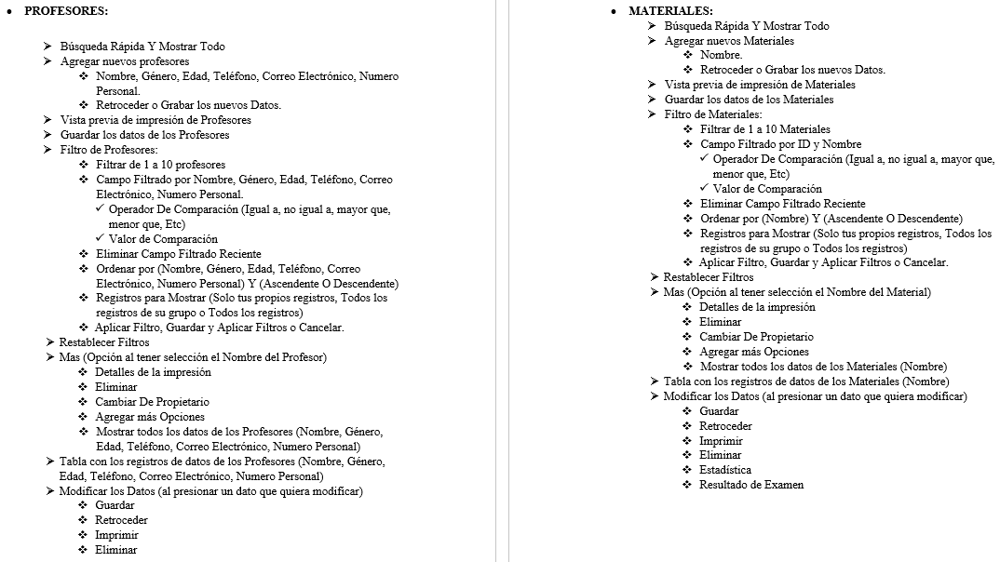 • PROFESORES:
➢ Búsqueda Rápida Y Mostrar Todo
➢ Agregar nuevos profesores
❖ Nombre, Género, Edad, Teléfono, Correo Electrónico, Numero
Personal.
❖ Retroceder o Grabar los nuevos Datos.
➢ Vista previa de impresión de Profesores
➢ Guardar los datos de los Profesores
➢ Filtro de Profesores:
❖ Filtrar de 1 a 10 profesores
❖ Campo Filtrado por Nombre, Género, Edad, Teléfono, Correo
Electrónico, Numero Personal.
✓ Operador De Comparación (Igual a, no igual a, mayor que,
menor que, Etc)
✓ Valor de Comparación
❖ Eliminar Campo Filtrado Reciente
❖ Ordenar por (Nombre, Género, Edad, Teléfono, Correo
Electrónico, Numero Personal) Y (Ascendente O Descendente)
❖ Registros para Mostrar (Solo tus propios registros, Todos los
registros de su grupo o Todos los registros)
❖ Aplicar Filtro, Guardar y Aplicar Filtros o Cancelar.
➢ Restablecer Filtros
➢ Mas (Opción al tener selección el Nombre del Profesor)
❖ Detalles de la impresión
❖ Eliminar
❖ Cambiar De Propietario
❖ Agregar más Opciones
❖ Mostrar todos los datos de los Profesores (Nombre, Género,
Edad, Teléfono, Correo Electrónico, Numero Personal)
➢ Tabla con los registros de datos de los Profesores (Nombre, Género,
Edad, Teléfono, Correo Electrónico, Numero Personal)
➢ Modificar los Datos (al presionar un dato que quiera modificar)
❖ Guardar
❖ Retroceder
❖ Imprimir
❖ Eliminar
• MATERIALES:
➢ Búsqueda Rápida Y Mostrar Todo
➢ Agregar nuevos Materiales
❖ Nombre.
❖ Retroceder o Grabar los nuevos Datos.
➢ Vista previa de impresión de Materiales
➢ Guardar los datos de los Materiales
➢ Filtro de Materiales:
❖ Filtrar de 1 a 10 Materiales
❖ Campo Filtrado por ID y Nombre
✓ Operador De Comparación (Igual a, no igual a, mayor que,
menor que, Etc)
✓ Valor de Comparación
❖ Eliminar Campo Filtrado Reciente
❖ Ordenar por (Nombre) Y (Ascendente O Descendente)
❖ Registros para Mostrar (Solo tus propios registros, Todos los
registros de su grupo o Todos los registros)
❖ Aplicar Filtro, Guardar y Aplicar Filtros o Cancelar.
➢ Restablecer Filtros
➢ Mas (Opción al tener selección el Nombre del Material)
❖ Detalles de la impresión
❖ Eliminar
❖ Cambiar De Propietario
❖ Agregar más Opciones
❖ Mostrar todos los datos de los Materiales (Nombre)
➢ Tabla con los registros de datos de los Materiales (Nombre)
➢ Modificar los Datos (al presionar un dato que quiera modificar)
❖ Guardar
❖ Retroceder
❖ Imprimir
❖ Eliminar
❖ Estadística
❖ Resultado de Examen